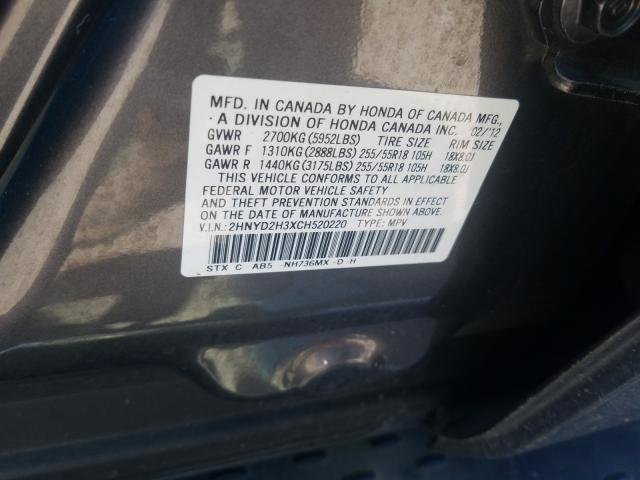 MFD. IN CANADA BY HONDA OF CANADA MFG.,
A DIVISION OF HONDA CANADA INC. 02/'12
GVWR 2700KG(5952LBS) TIRE SIZE RIM SIZE
GAWR F 1310KG(2888LBS) 255/55R18 105H 18X8.0J
GAWR R 1440KG(3175LBS) 255/55R18 105H 18X8.0J
THIS VEHICLE CONFORMS TO ALL APPLICABLE
FEDERAL MOTOR VEHICLE SAFETY
AND THEFT PREVENTION STANDARDS IN EFFECT
ON THE DATE OF MANUFACTURE SHOWN ABOVE.
V.I.N.: 2HNYD2H3XCH520220 TYPE: MPV
STX C AB5 -NH736MX -D -H